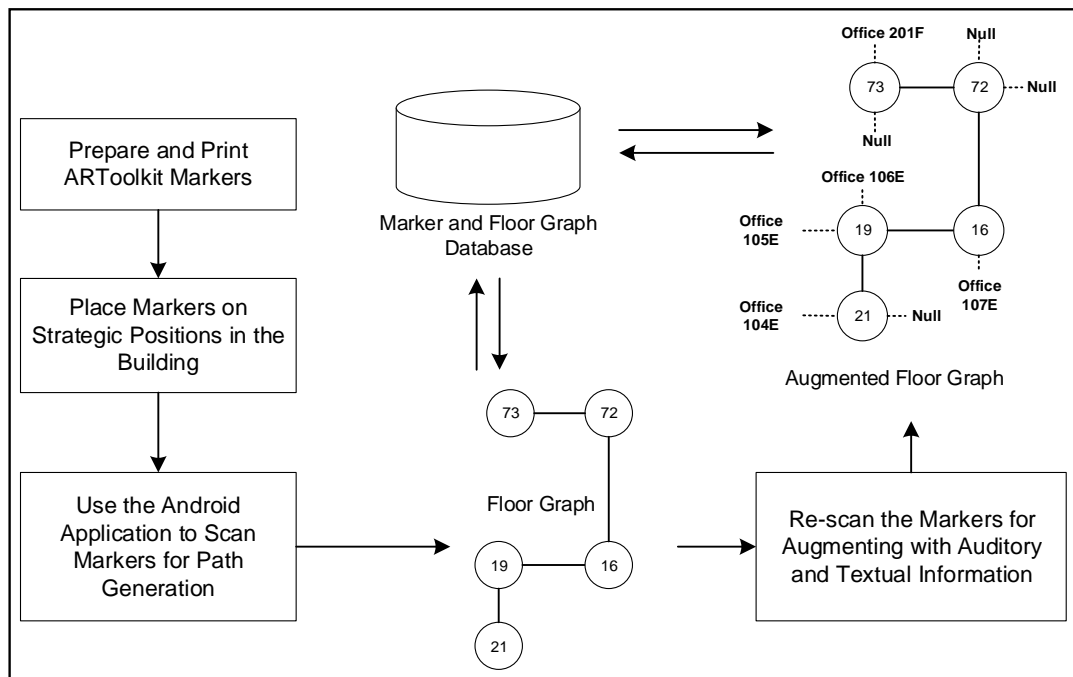 Prepare and Print
ARToolkit Markers
Place Markers on
Strategic Positions in the
Building
Use the Android
Application to Scan
Markers for Path
Generation
Marker and Floor Graph
Database
73
72
Floor Graph
19
16
21
Re-scan the Markers for
Augmenting with Auditory
and Textual Information
Office 201F
Null
73
72
Null
Null
Office 106E
Office
105E
19
16
Office
107E
Office
104E
21
Null
Augmented Floor Graph